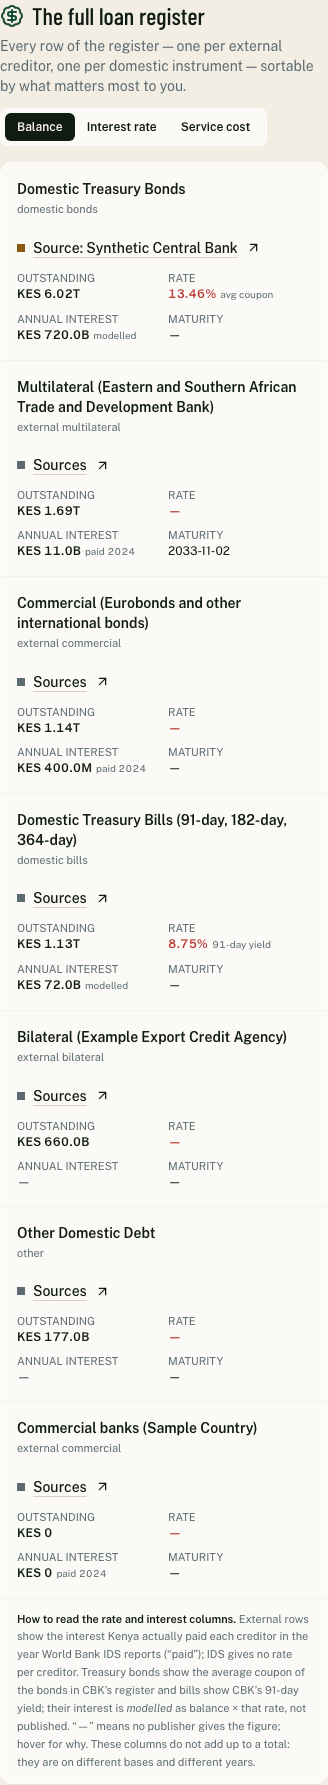 The full loan register
Every row of the register — one per external
creditor, one per domestic instrument — sortable
by what matters most to you.
Balance Interest rate Service cost
Domestic Treasury Bonds
domestic bonds
Source: Synthetic Central Bank ↗
OUTSTANDING RATE
KES 6.02T 13.46% avg coupon
ANNUAL INTEREST MATURITY
KES 720.0B modelled —
Multilateral (Eastern and Southern African
Trade and Development Bank)
external multilateral
Sources ↗
OUTSTANDING RATE
KES 1.69T —
ANNUAL INTEREST MATURITY
KES 11.0B paid 2024 2033-11-02
Commercial (Eurobonds and other
international bonds)
external commercial
Sources ↗
OUTSTANDING RATE
KES 1.14T —
ANNUAL INTEREST MATURITY
KES 400.0M paid 2024 —
Domestic Treasury Bills (91-day, 182-day,
364-day)
domestic bills
Sources ↗
OUTSTANDING RATE
KES 1.13T 8.75% 91-day yield
ANNUAL INTEREST MATURITY
KES 72.0B modelled —
Bilateral (Example Export Credit Agency)
external bilateral
Sources ↗
OUTSTANDING RATE
KES 660.0B —
ANNUAL INTEREST MATURITY
— —
Other Domestic Debt
other
Sources ↗
OUTSTANDING RATE
KES 177.0B —
ANNUAL INTEREST MATURITY
— —
Commercial banks (Sample Country)
external commercial
Sources ↗
OUTSTANDING RATE
KES 0 —
ANNUAL INTEREST MATURITY
KES 0 paid 2024 —
How to read the rate and interest columns. External rows
show the interest Kenya actually paid each creditor in the
year World Bank IDS reports (“paid”); IDS gives no rate
per creditor. Treasury bonds show the average coupon of
the bonds in CBK’s register and bills show CBK’s 91-day
yield; their interest is modelled as balance × that rate, not
published. “—” means no publisher gives the figure;
hover for why. These columns do not add up to a total:
they are on different bases and different years.